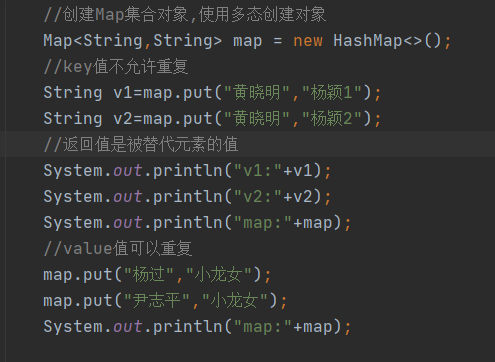 //创建Map集合对象,使用多态创建对象
Map<String,String> map = new HashMap<>();
//key值不允许重复
String v1=map.put("黄晓明","杨颖1");
String v2=map.put("黄晓明","杨颖2");
//返回值是被替代元素的值
System.out.println("v1:"+v1);
System.out.println("v2:"+v2);
System.out.println("map:"+map);
//value值可以重复
map.put("杨过","小龙女");
map.put("尹志平","小龙女");
System.out.println("map:"+map);